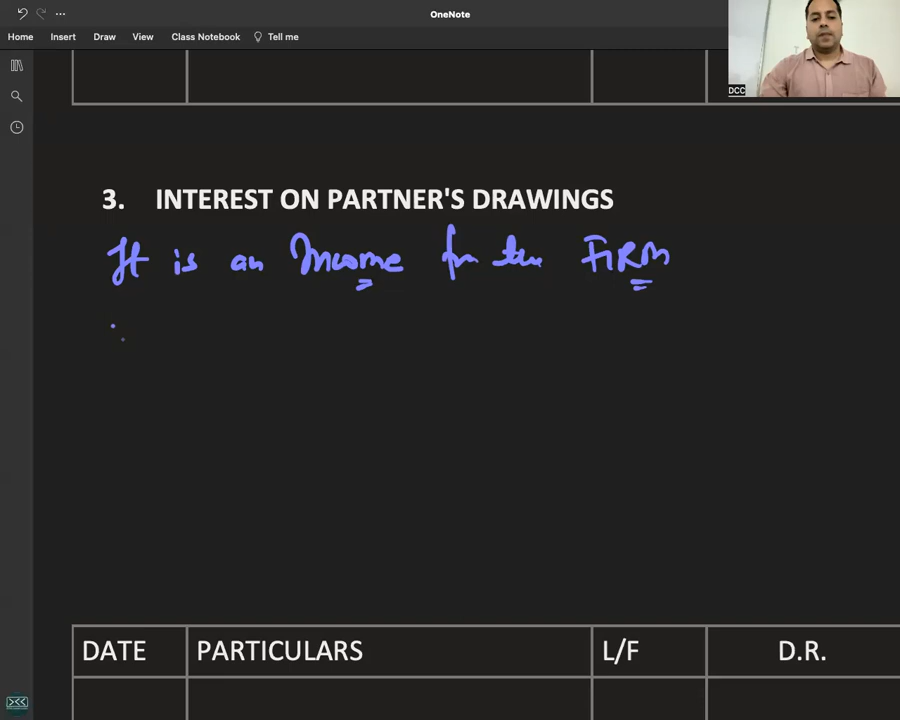 OneNote
Home Insert Draw View Class Notebook Tell me
DCC
3. INTEREST ON PARTNER'S DRAWINGS
It is an Income for the FIRM
DATE PARTICULARS L/F D.R.